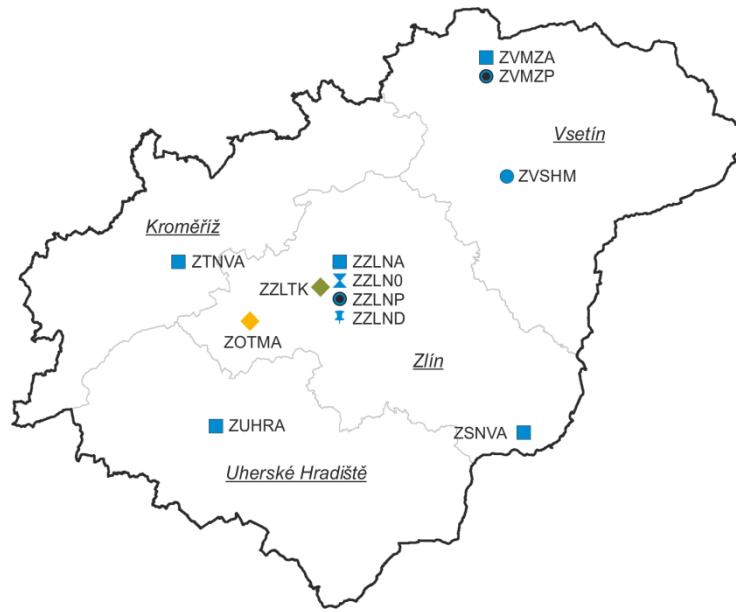 ZVMZA
ZVMZP
Vsetín
ZVSHM
Kroměříž
ZTNVA
ZZLNA
ZZLN0
ZZLTK
ZZLNP
ZZLND
ZOTMA
Zlín
ZUHRA
ZSNVA
Uherské Hradiště